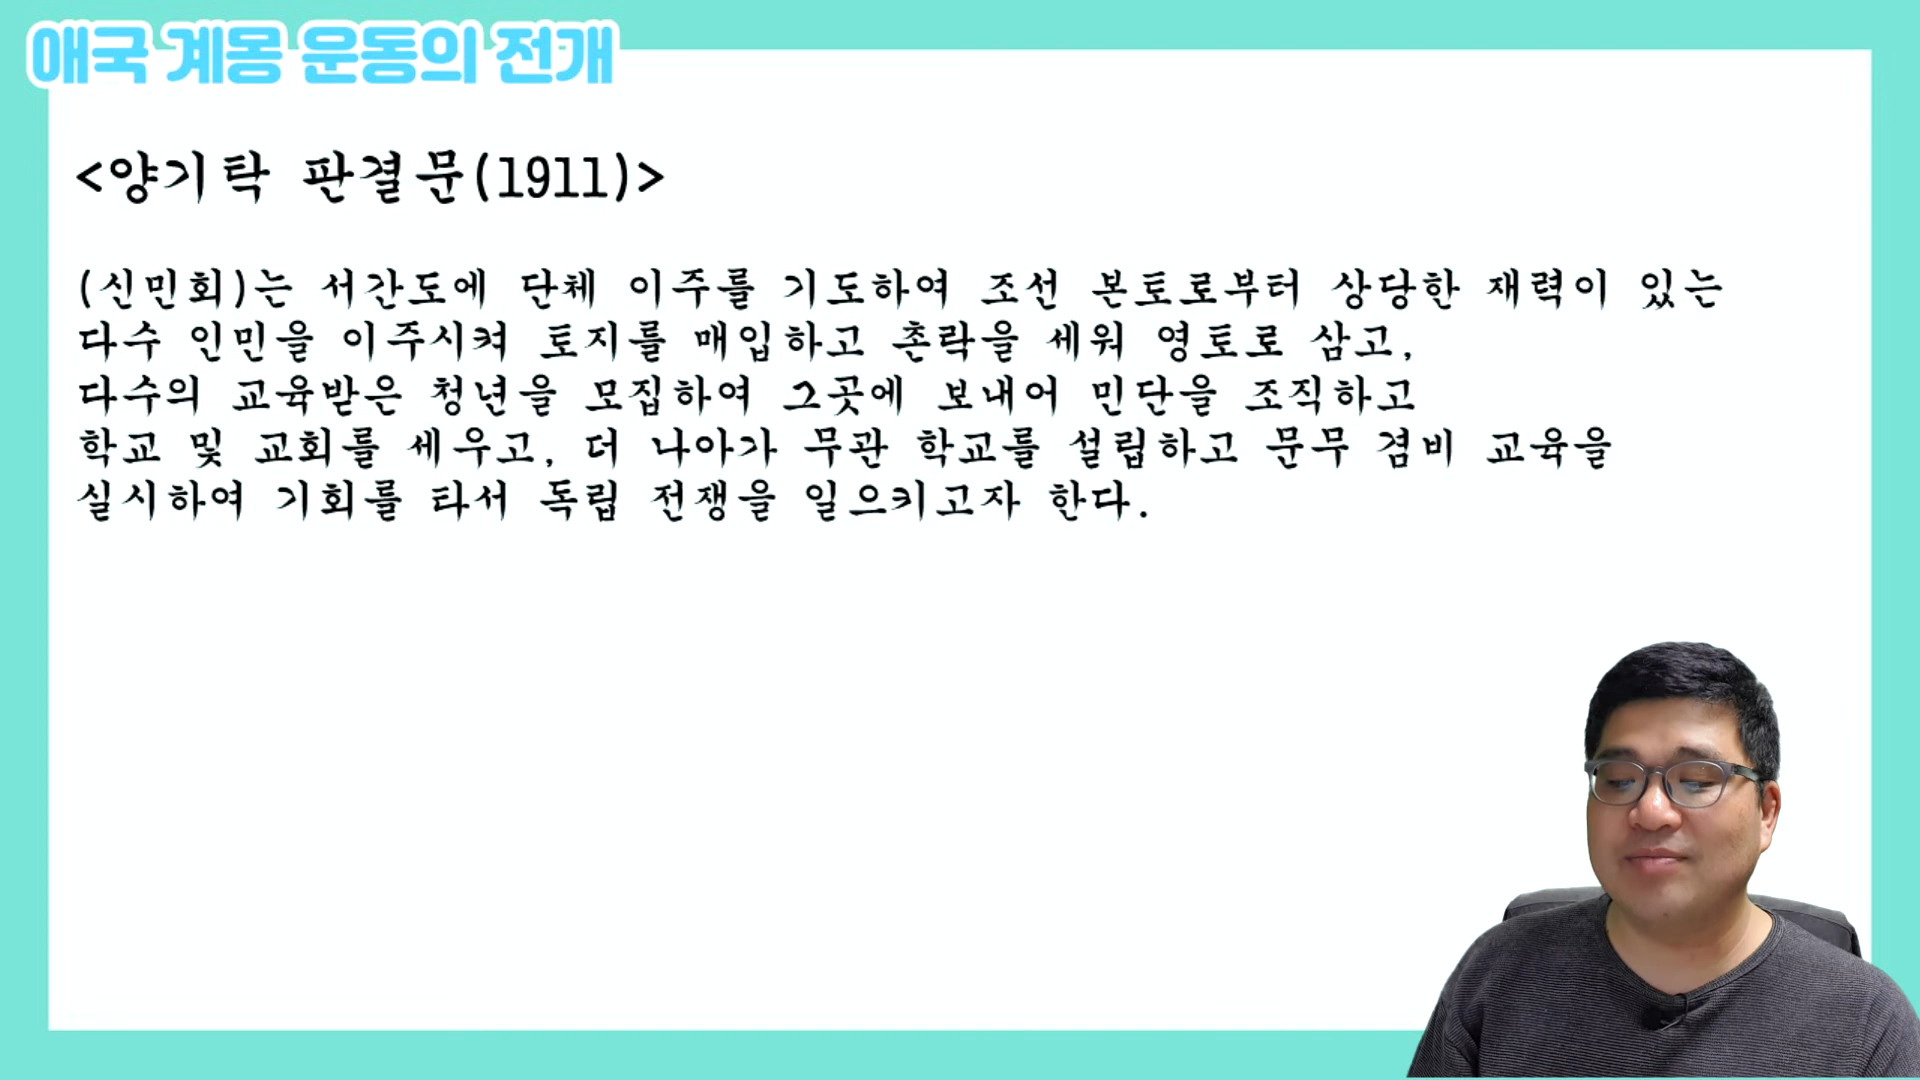 애국 계몽 운동의 전개
<양기탁 판결문(1911)>
(신민회)는 서간도에 단체 이주를 기도하여 조선 본토로부터 상당한 재력이 있는
다수 인민을 이주시켜 토지를 매입하고 촌락을 세워 영토로 삼고,
다수의 교육받은 청년을 모집하여 그곳에 보내어 민단을 조직하고
학교 및 교회를 세우고, 더 나아가 무관 학교를 설립하고 문무 겸비 교육을
실시하여 기회를 타서 독립 전쟁을 일으키고자 한다.